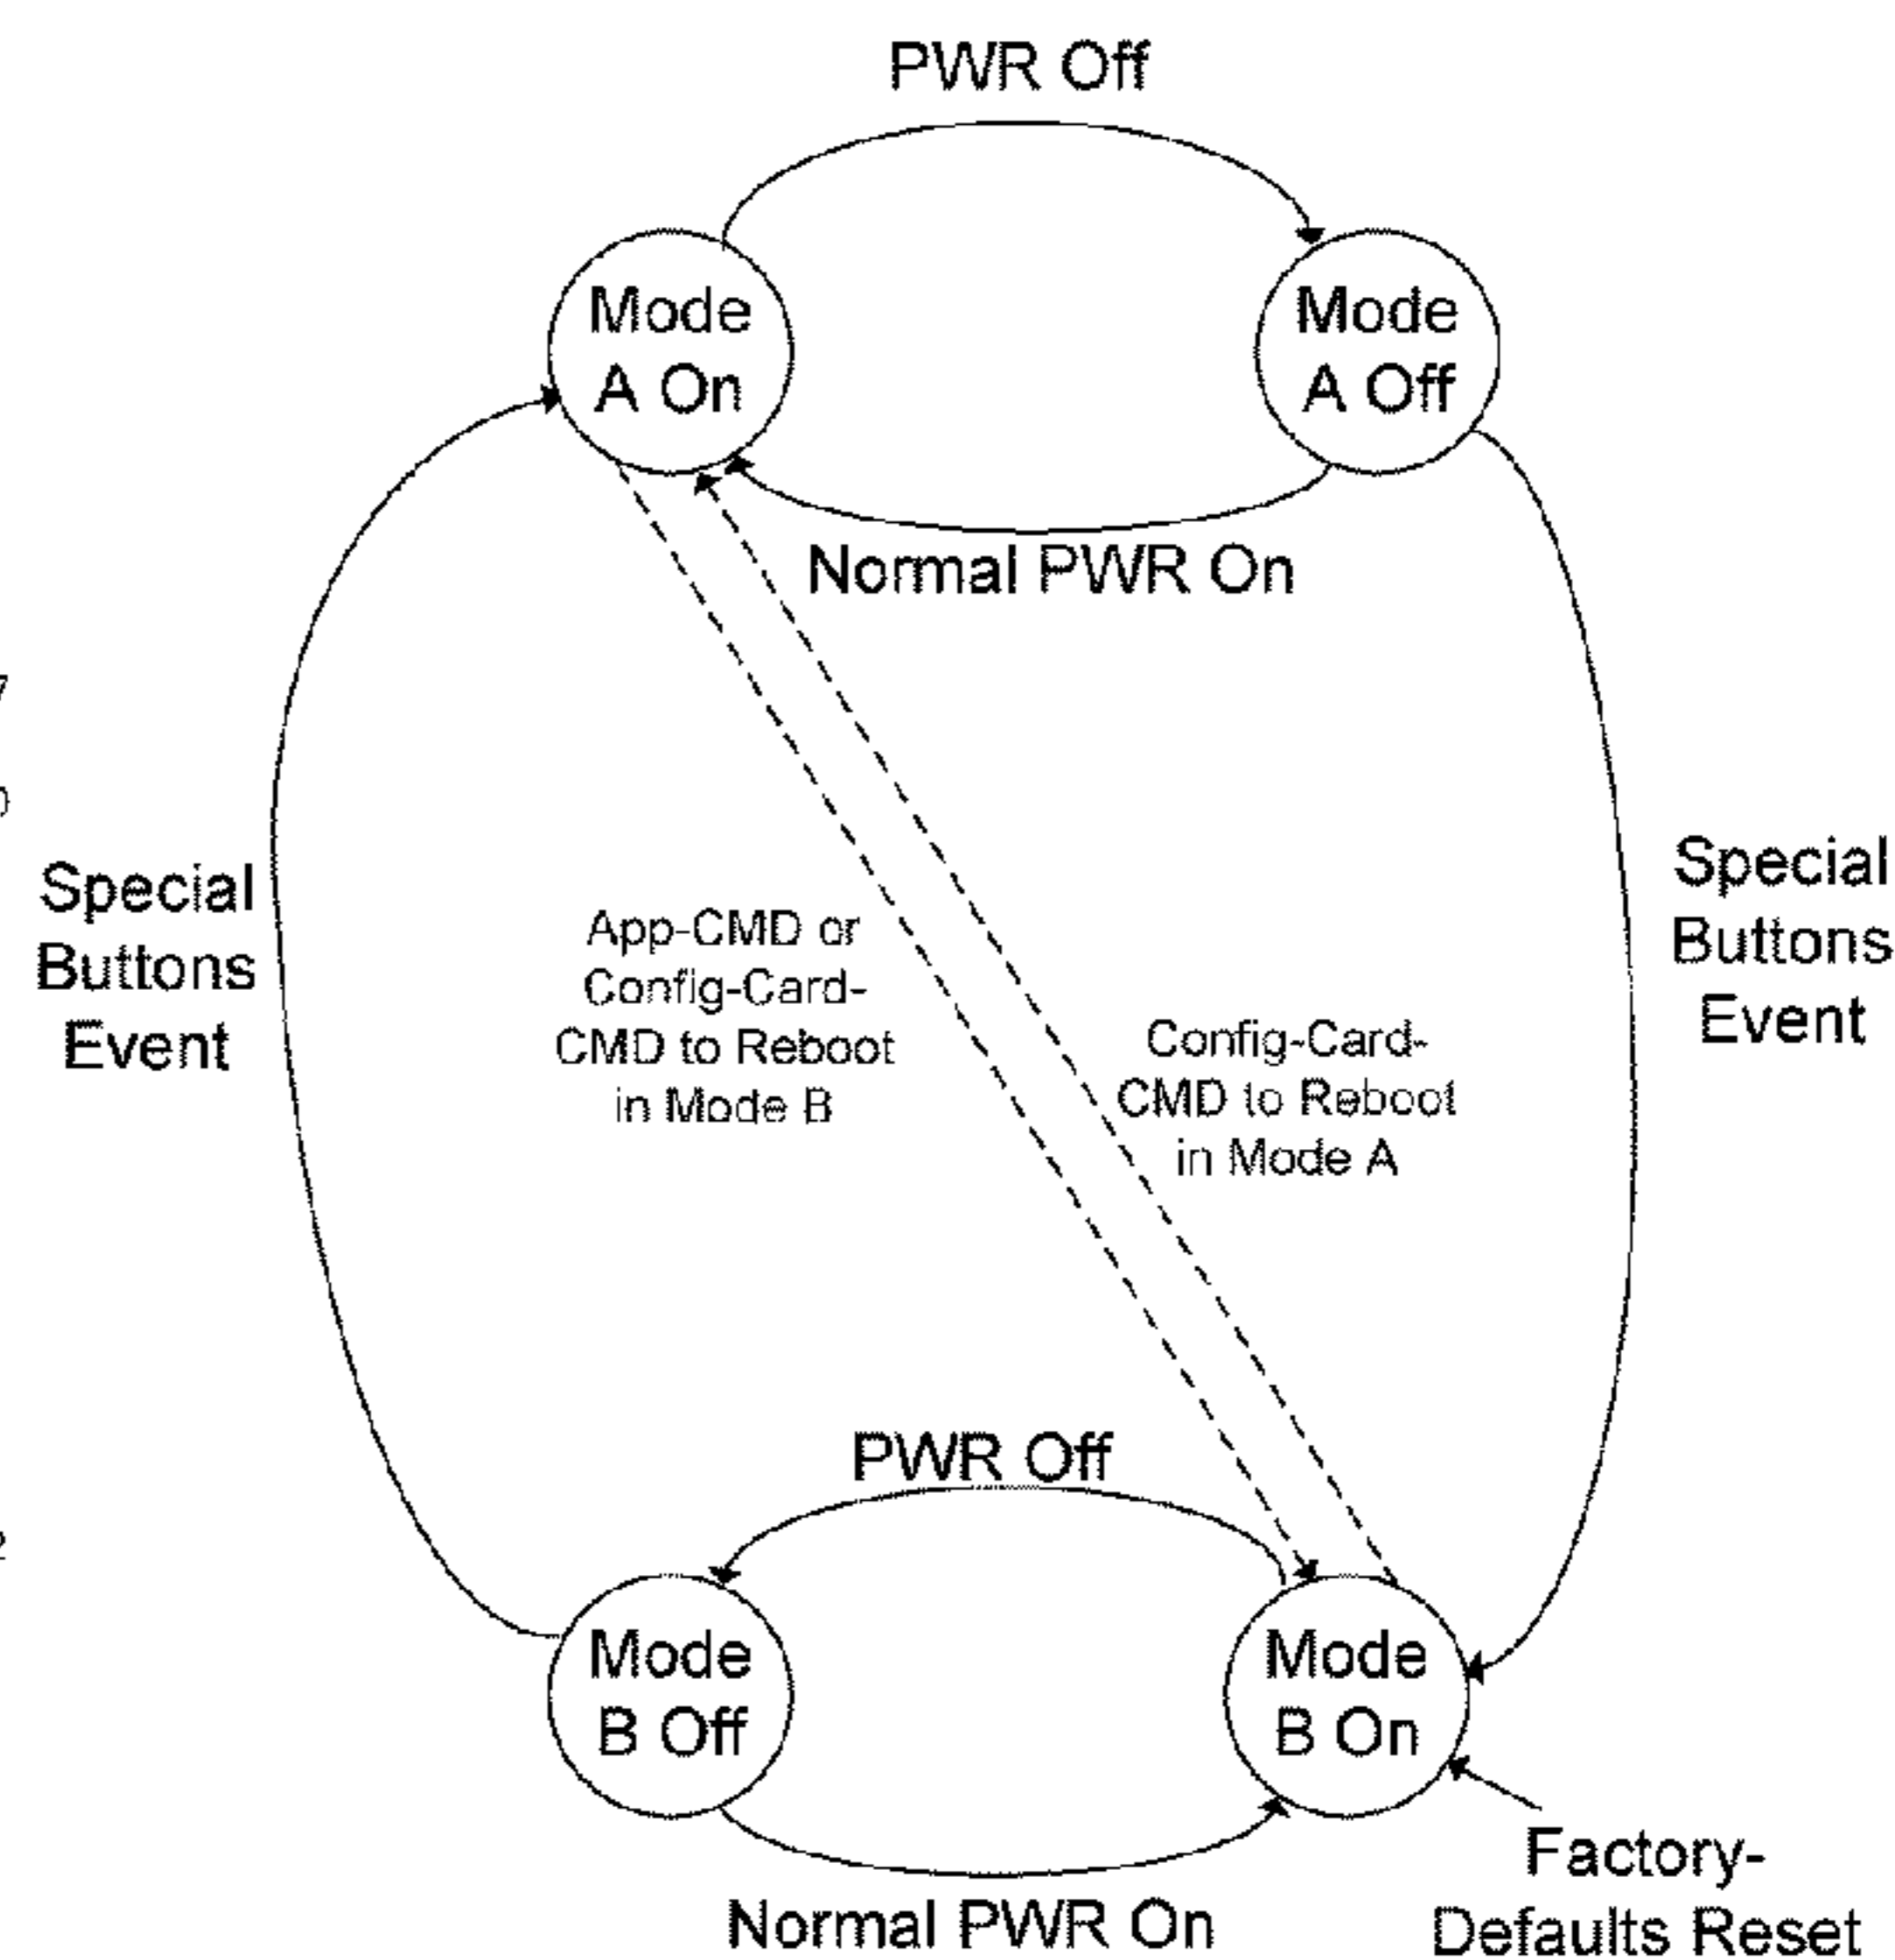 PWR Off
Mode
A On
Mode
A Off
Normal PWR On
Special
Buttons
Event
App-CMD or
Config-Card-
CMD to Reboot
in Mode B
Config-Card-
CMD to Reboot
in Mode A
Special
Buttons
Event
PWR Off
Mode
B Off
Mode
B On
Normal PWR On
Factory-
Defaults Reset